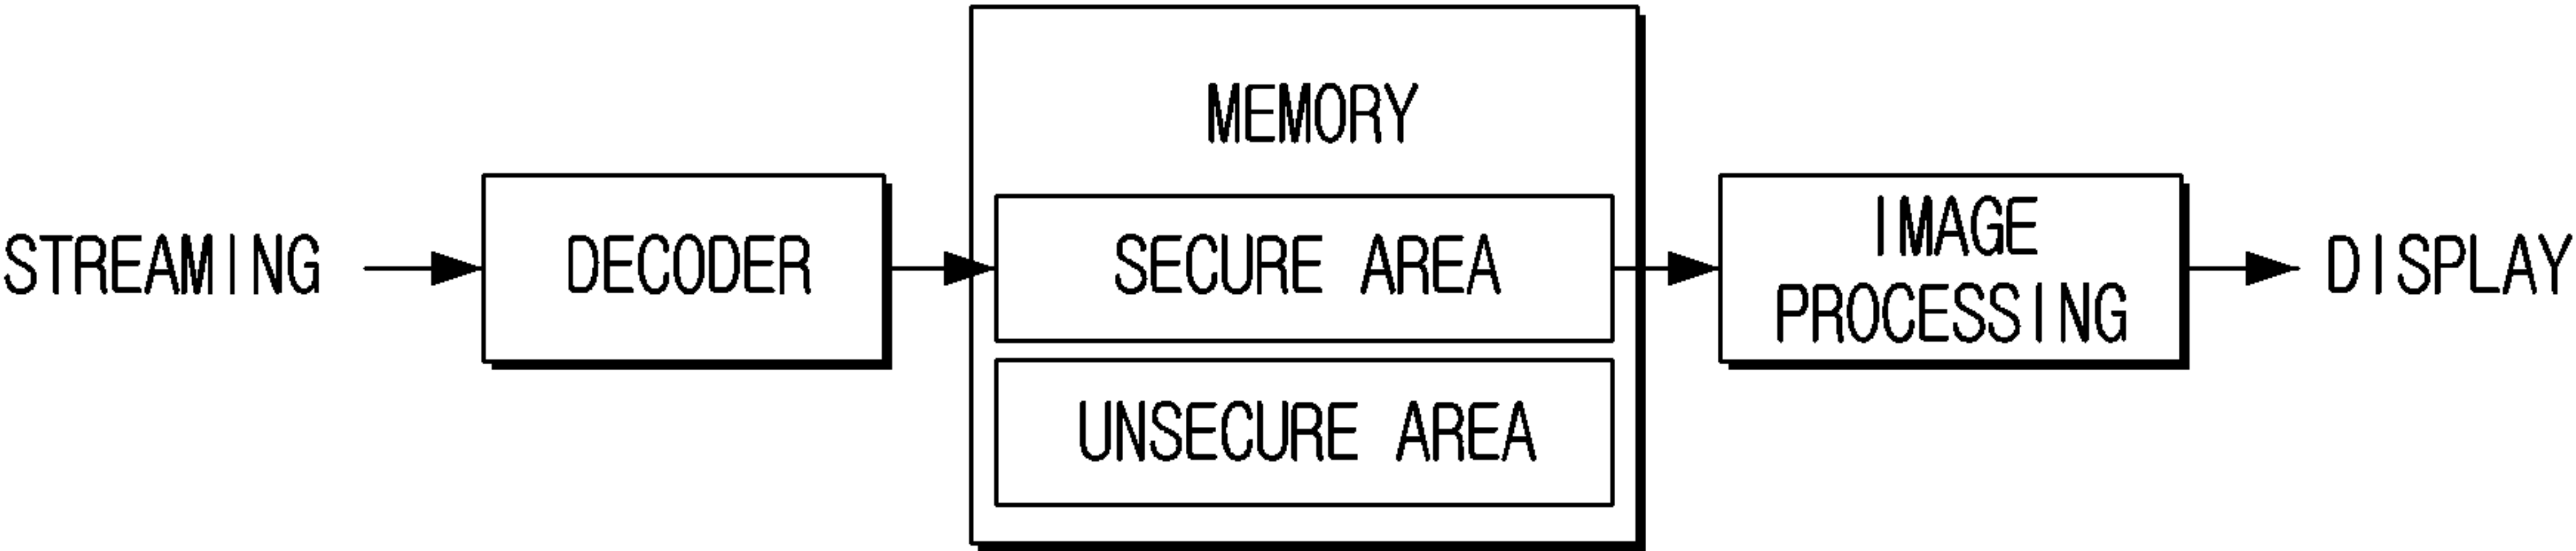 STREAMING
DECODER
MEMORY
SECURE AREA
UNSECURE AREA
IMAGE
PROCESSING
DISPLAY